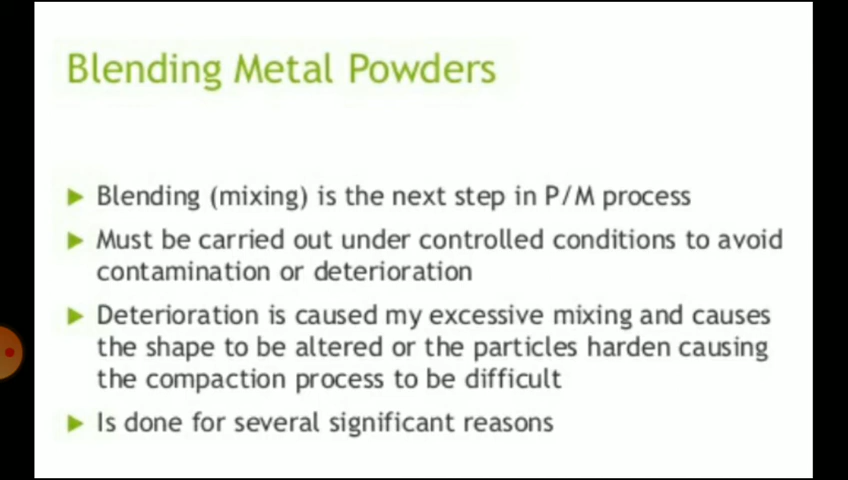 Blending Metal Powders
Blending (mixing) is the next step in P/M process
Must be carried out under controlled conditions to avoid
contamination or deterioration
Deterioration is caused my excessive mixing and causes
the shape to be altered or the particles harden causing
the compaction process to be difficult
Is done for several significant reasons